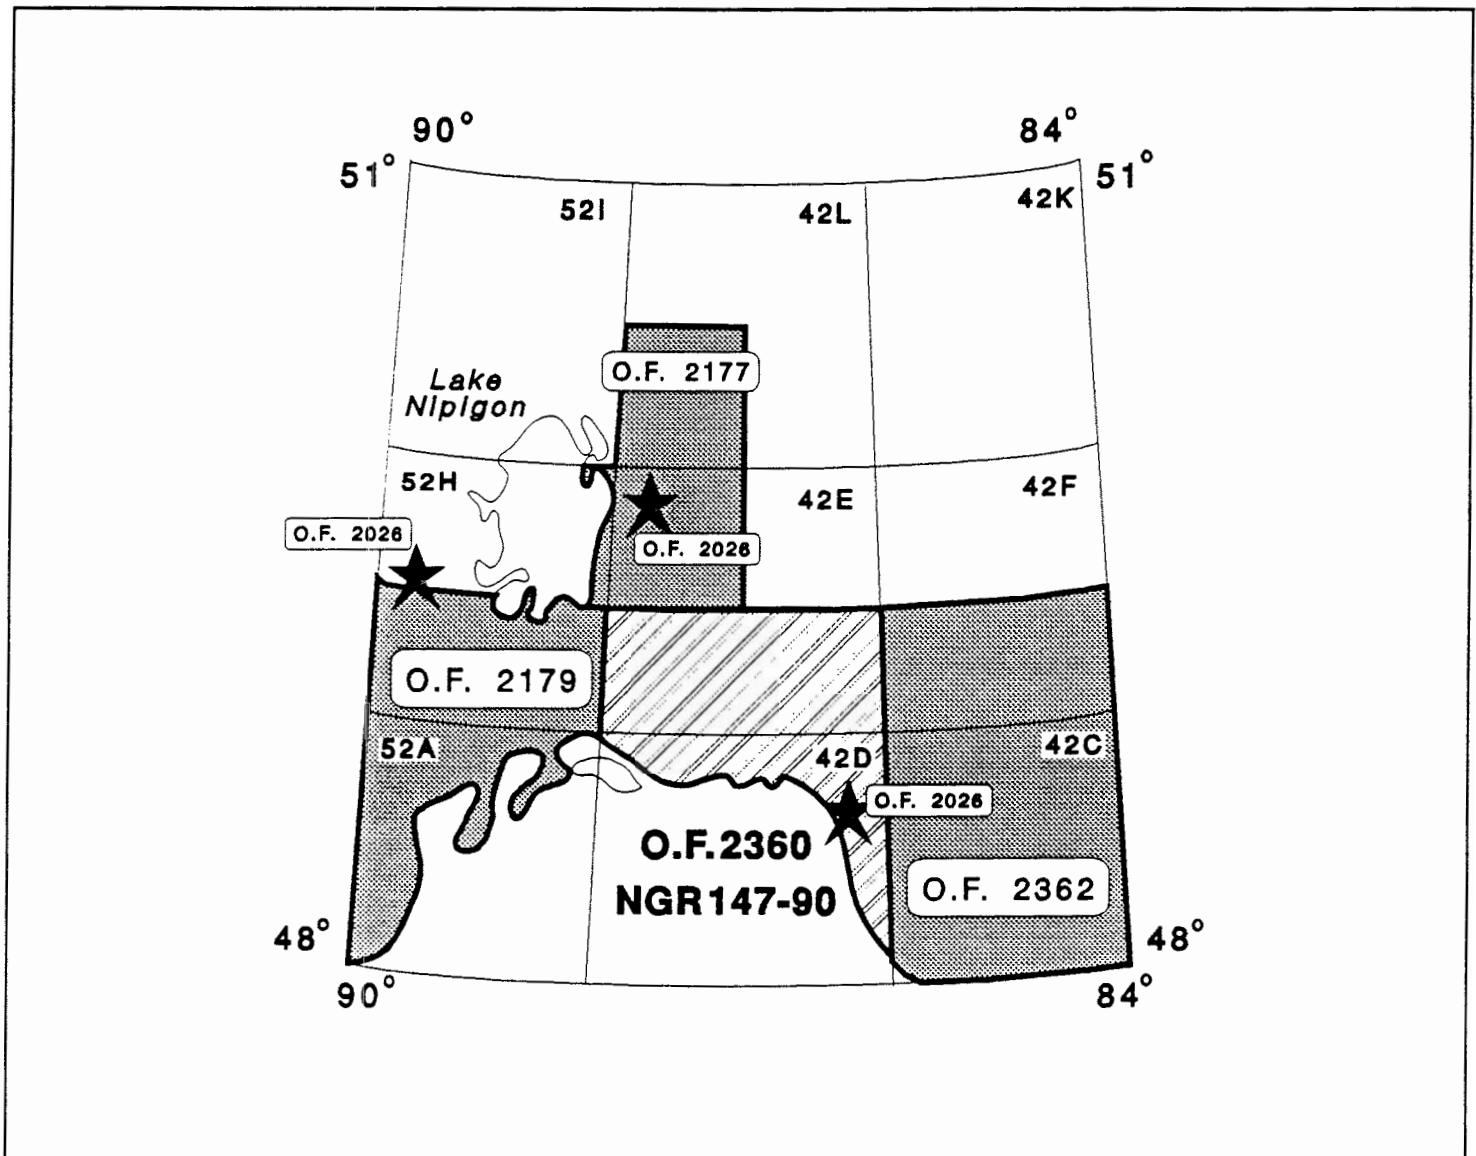 90°
84°
51°
51°
52I
42L
42K
O.F. 2177
Lake
Nipigon
52H
42E
42F
O.F. 2026
O.F. 2026
O.F. 2179
52A
42D
42C
O.F. 2026
O.F.2360
NGR147-90
O.F. 2362
48°
48°
90°
84°